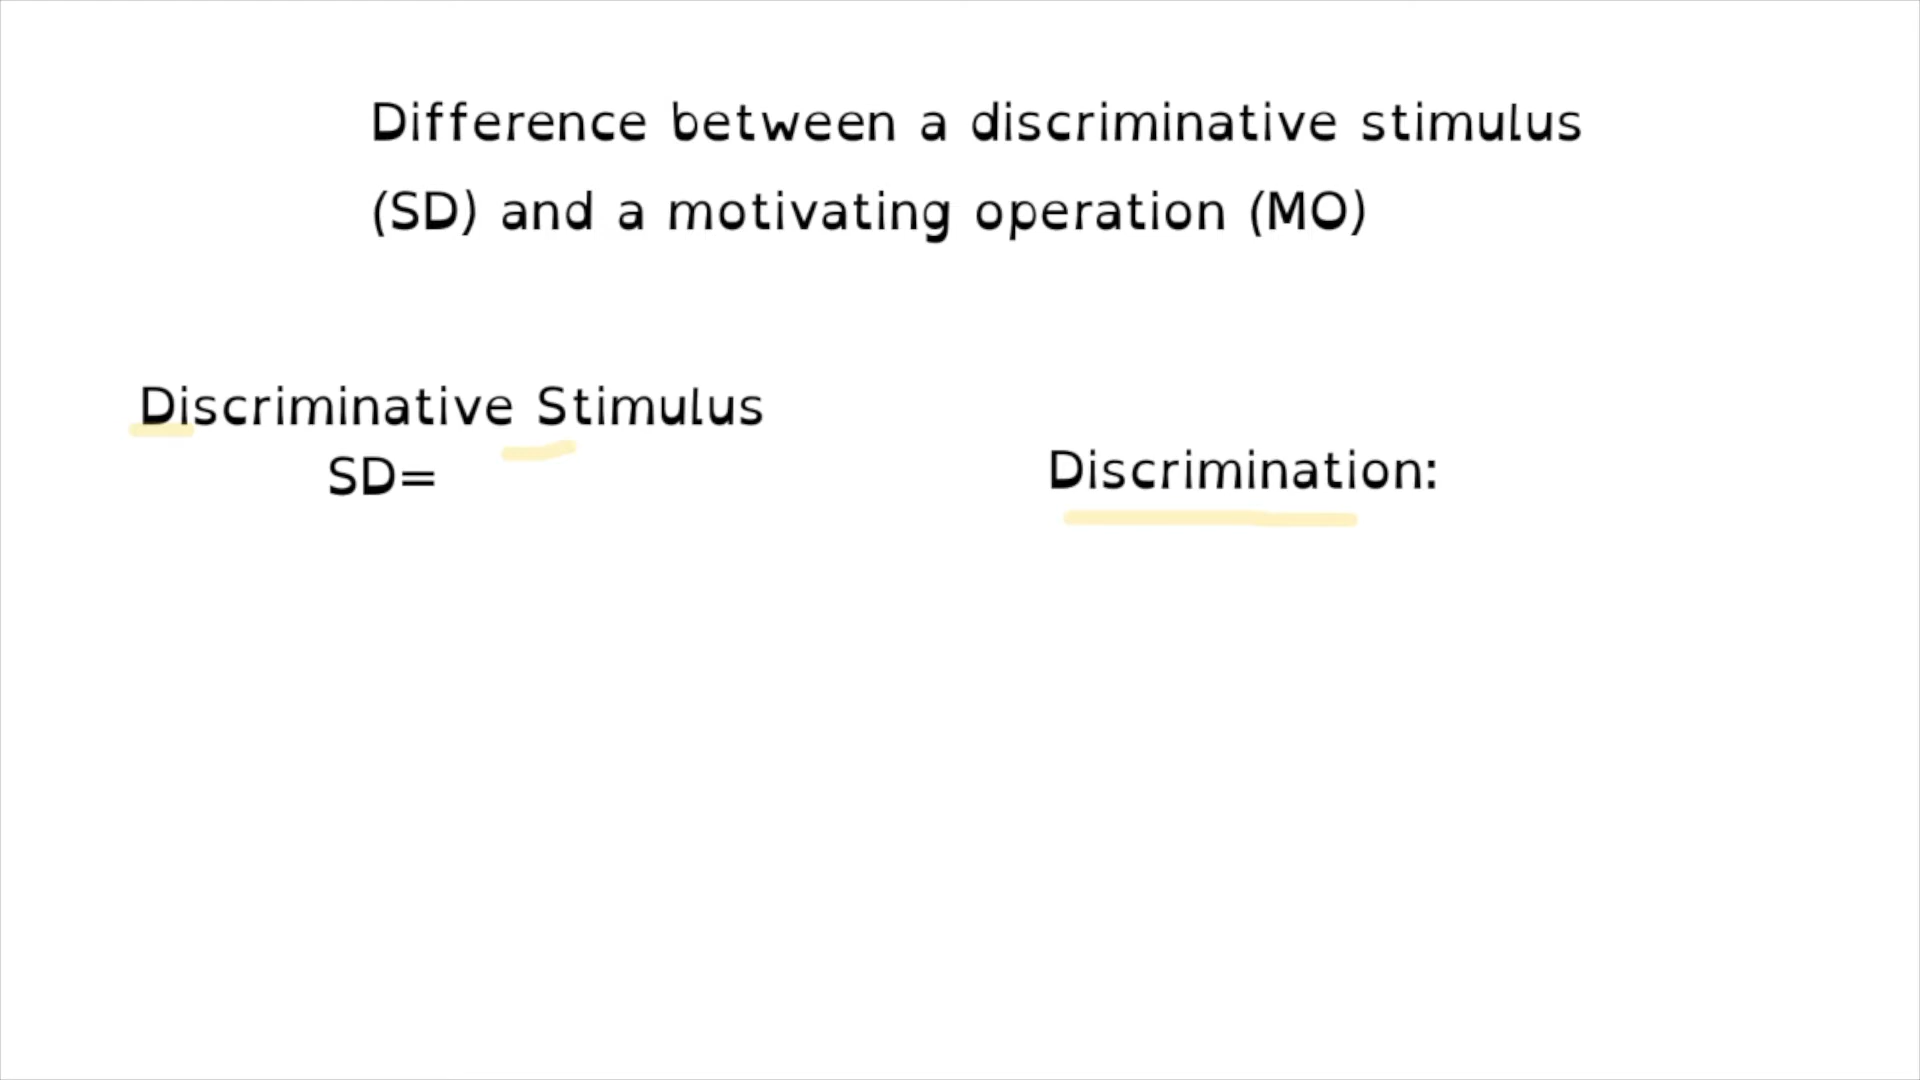 Difference between a discriminative stimulus
(SD) and a motivating operation (MO)
Discriminative Stimulus
SD=
Discrimination: